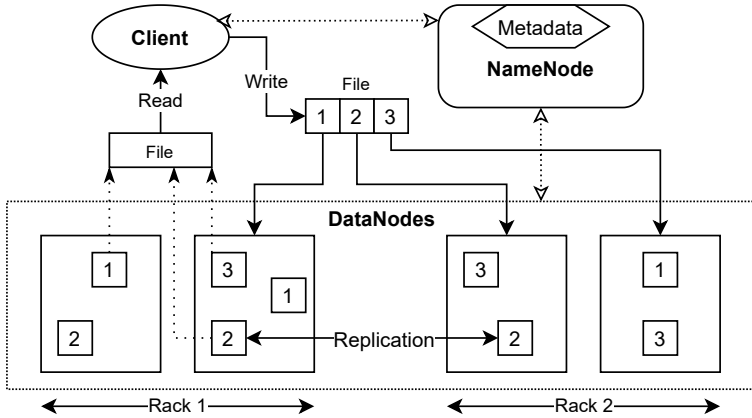 Client
Metadata
NameNode
Write
File
1 2 3
Read
File
DataNodes
1
2
3
1
2
3
2
1
3
Replication
Rack 1
Rack 2